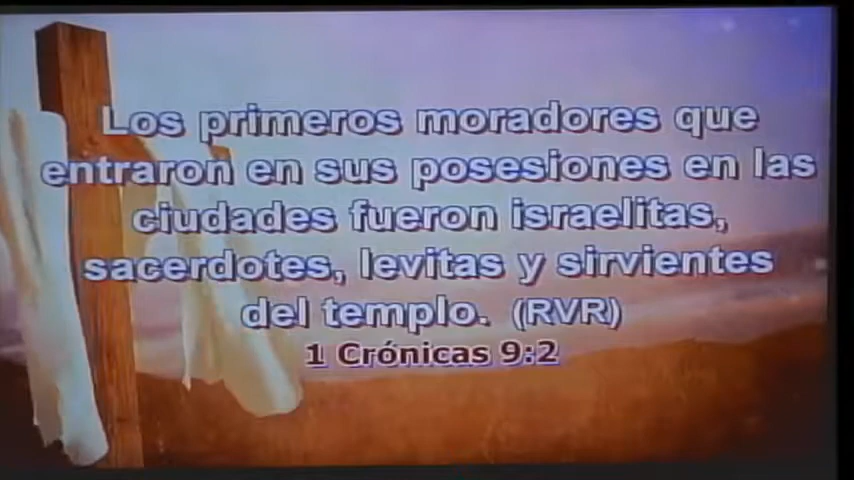 Los primeros moradores que
entraron en sus posesiones en las
ciudades fueron israelitas,
sacerdotes, levitas y sirvientes
del templo. (RVR)
1 Crónicas 9:2